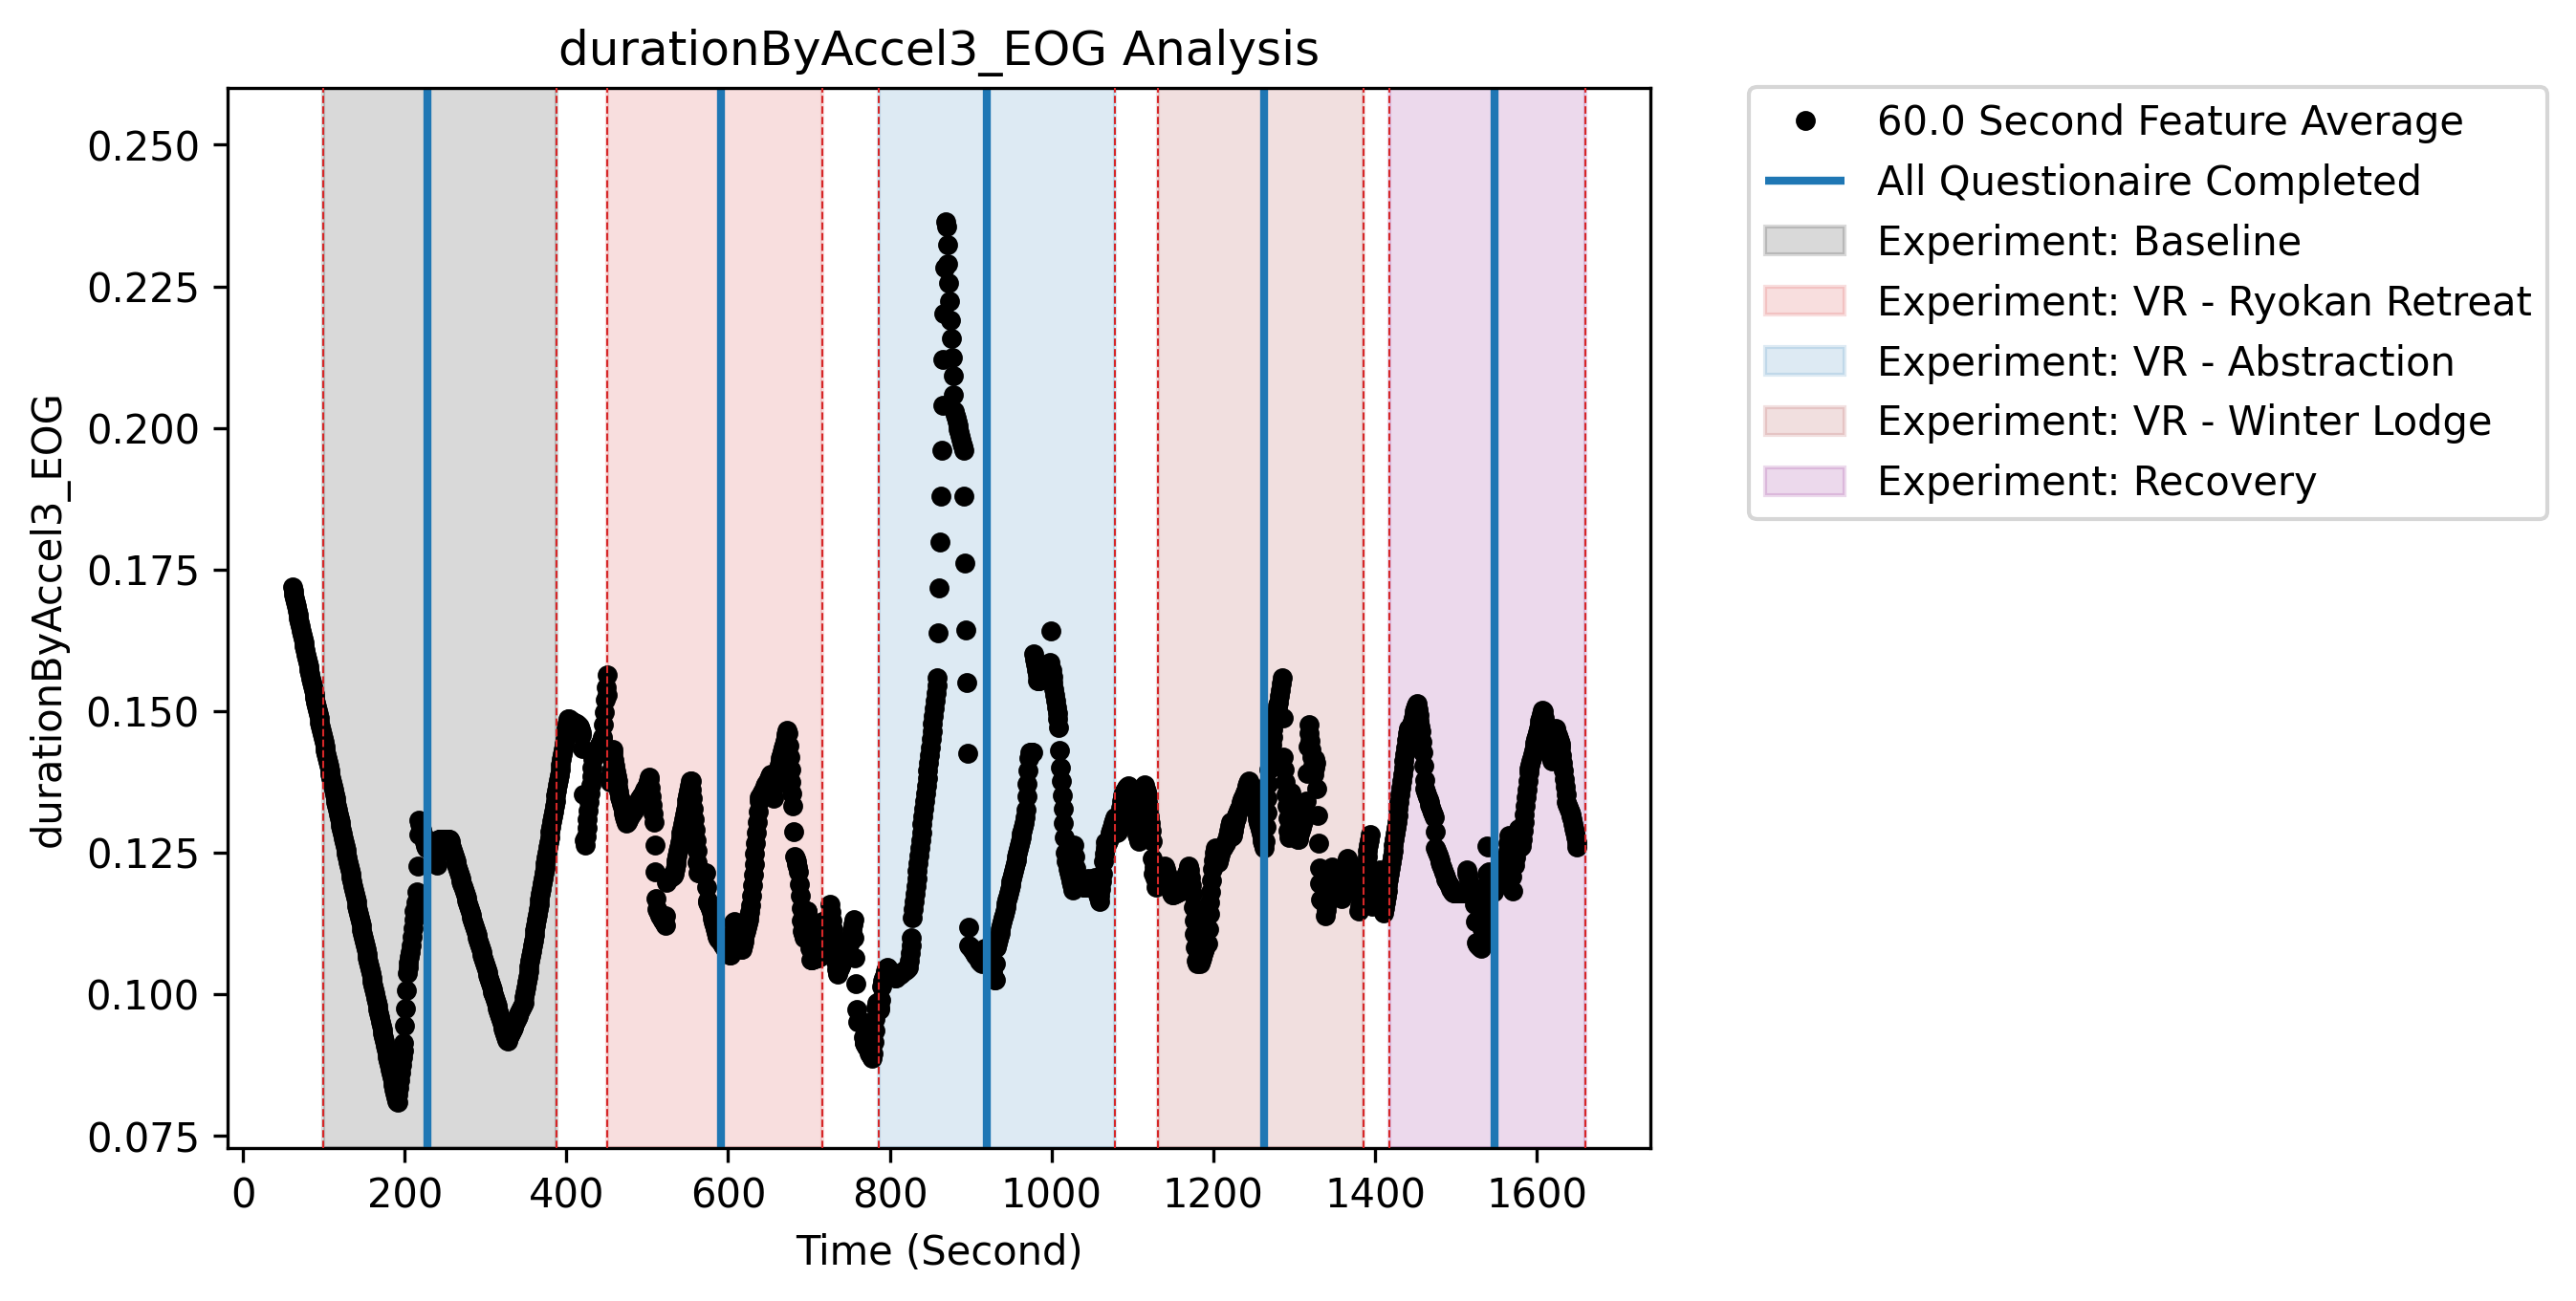 durationByAccel3_EOG Analysis
durationByAccel3_EOG
0.250
0.225
0.200
0.175
0.150
0.125
0.100
0.075
0 200 400 600 800 1000 1200 1400 1600
Time (Second)
60.0 Second Feature Average
All Questionaire Completed
Experiment: Baseline
Experiment: VR - Ryokan Retreat
Experiment: VR - Abstraction
Experiment: VR - Winter Lodge
Experiment: Recovery